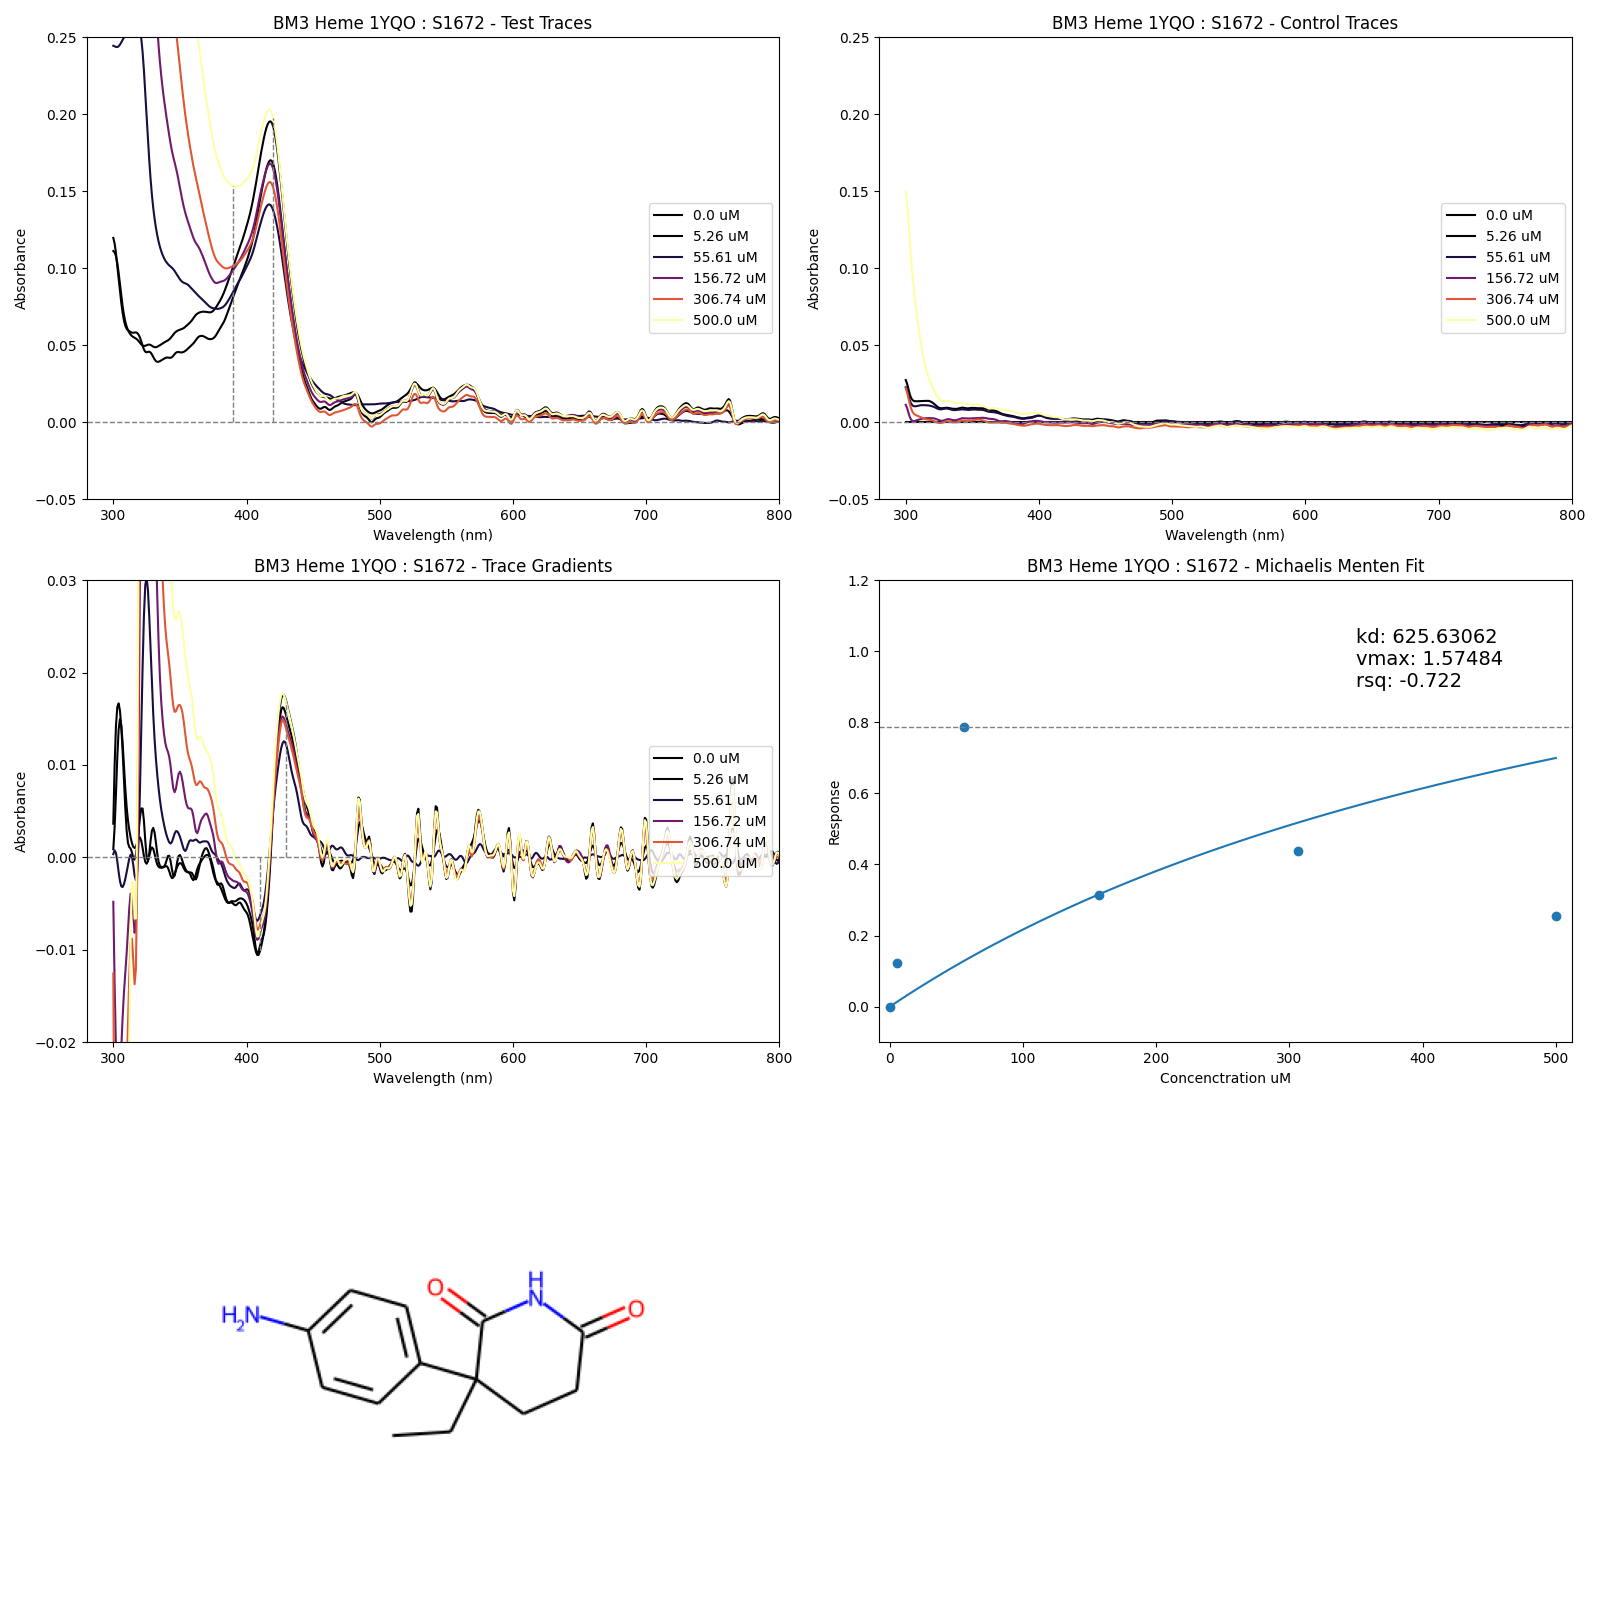 BM3 Heme 1YQO : S1672 - Test Traces
0.25
0.20
0.15
0.10
0.05
0.00
−0.05
Absorbance
0.0 uM
5.26 uM
55.61 uM
156.72 uM
306.74 uM
500.0 uM
300
400
500
600
700
800
Wavelength (nm)
BM3 Heme 1YQO : S1672 - Control Traces
0.25
0.20
0.15
0.10
0.05
0.00
−0.05
Absorbance
0.0 uM
5.26 uM
55.61 uM
156.72 uM
306.74 uM
500.0 uM
300
400
500
600
700
800
Wavelength (nm)
BM3 Heme 1YQO : S1672 - Trace Gradients
0.03
0.02
0.01
0.00
−0.01
−0.02
Absorbance
0.0 uM
5.26 uM
55.61 uM
156.72 uM
306.74 uM
500.0 uM
300
400
500
600
700
800
Wavelength (nm)
BM3 Heme 1YQO : S1672 - Michaelis Menten Fit
1.2
1.0
0.8
0.6
0.4
0.2
0.0
Response
kd: 625.63062
vmax: 1.57484
rsq: -0.722
0
100
200
300
400
500
Concenctration uM
H2N
O
H
N
O